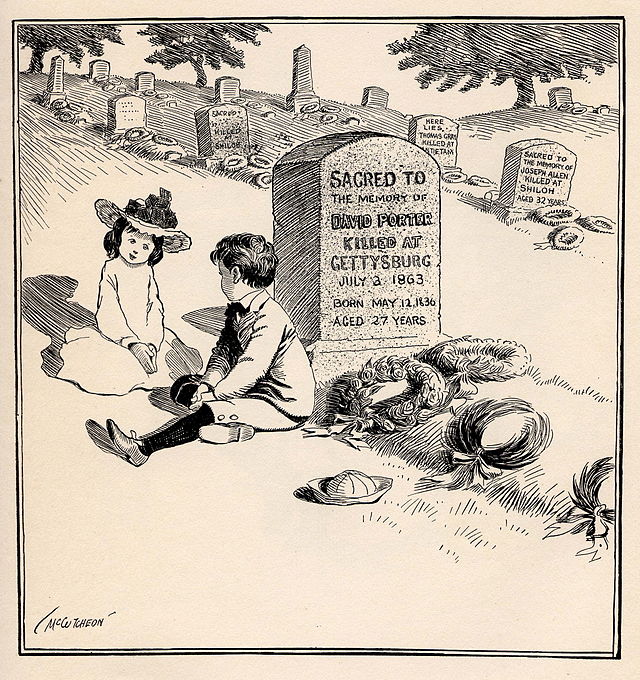 SACRED
KILLED
SHILOH
HERE
LIES,
THOMAS GRAY
KILLED AT
SACRED TO
THE MEMORY OF
JOSEPH ALLEN
KILLED AT
SHILOH.
AGED 32 YEARS
SACRED TO
THE MEMORY OF
DAVID PORTER
KILLED AT
GETTYSBURG
JULY 3 1863
BORN MAY 12, 1836
AGED 27 YEARS
McCUTCHEON